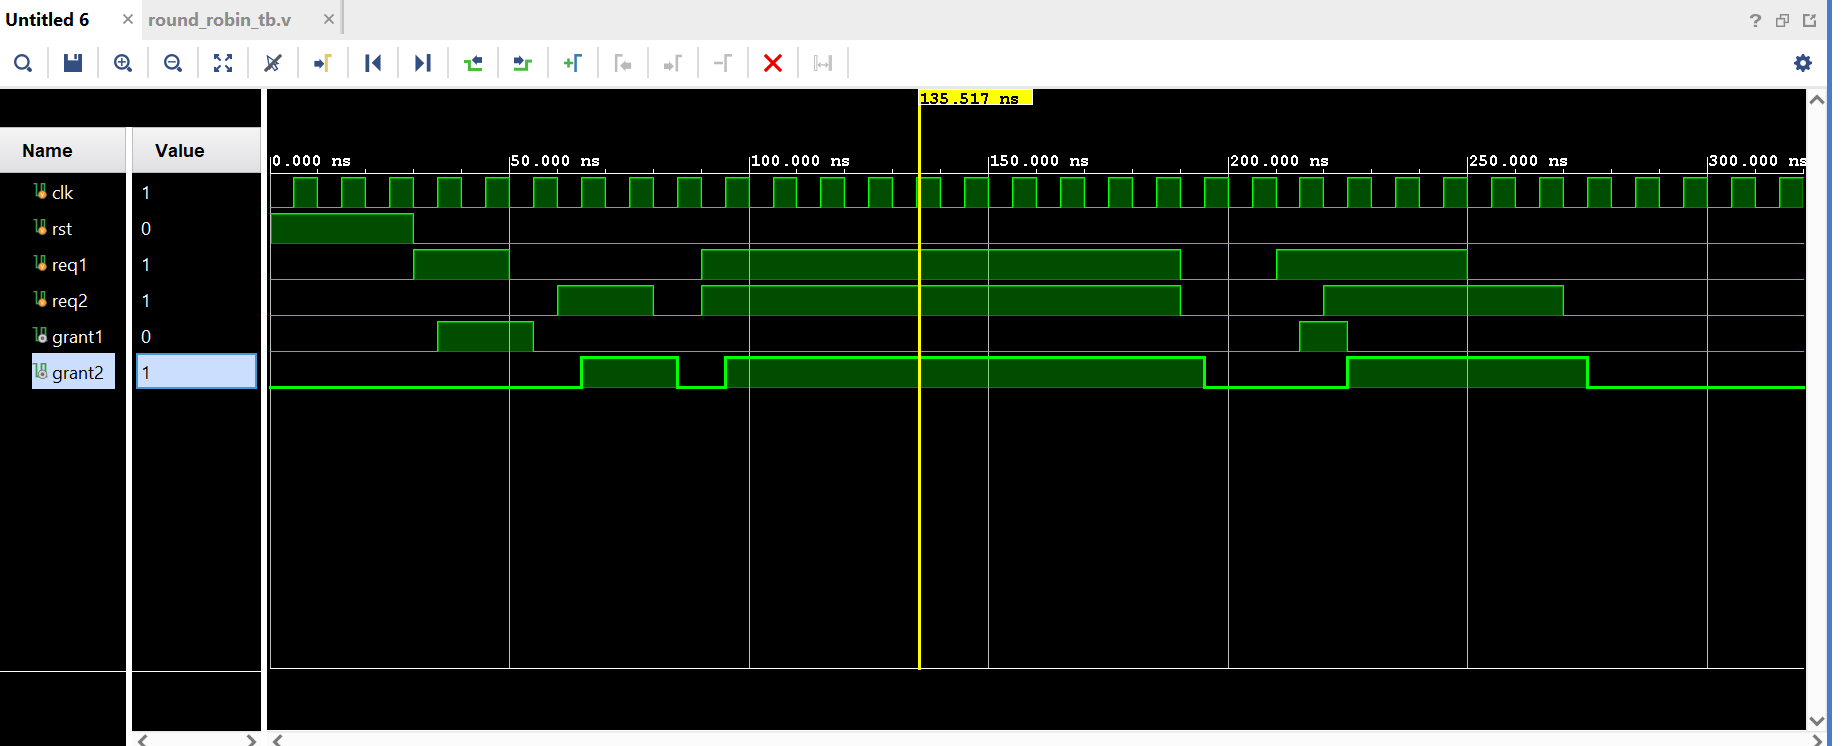 Untitled 6 × round_robin_tb.v × ?
135.517 ns
Name Value
0.000 ns 50.000 ns 100.000 ns 150.000 ns 200.000 ns 250.000 ns 300.000 ns
clk 1
rst 0
req1 1
req2 1
grant1 0
grant2 1